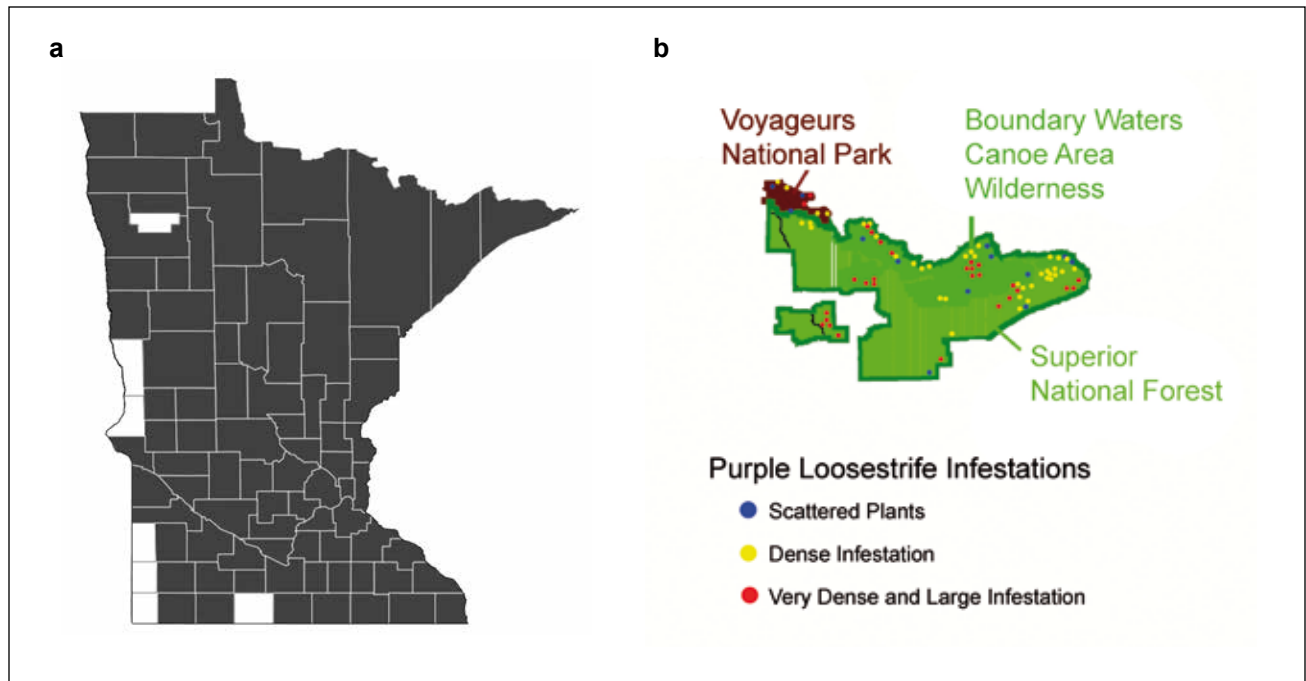 a
b
Voyageurs
National Park
Boundary Waters
Canoe Area
Wilderness
Superior
National Forest
Purple Loosestrife Infestations
Scattered Plants
Dense Infestation
Very Dense and Large Infestation